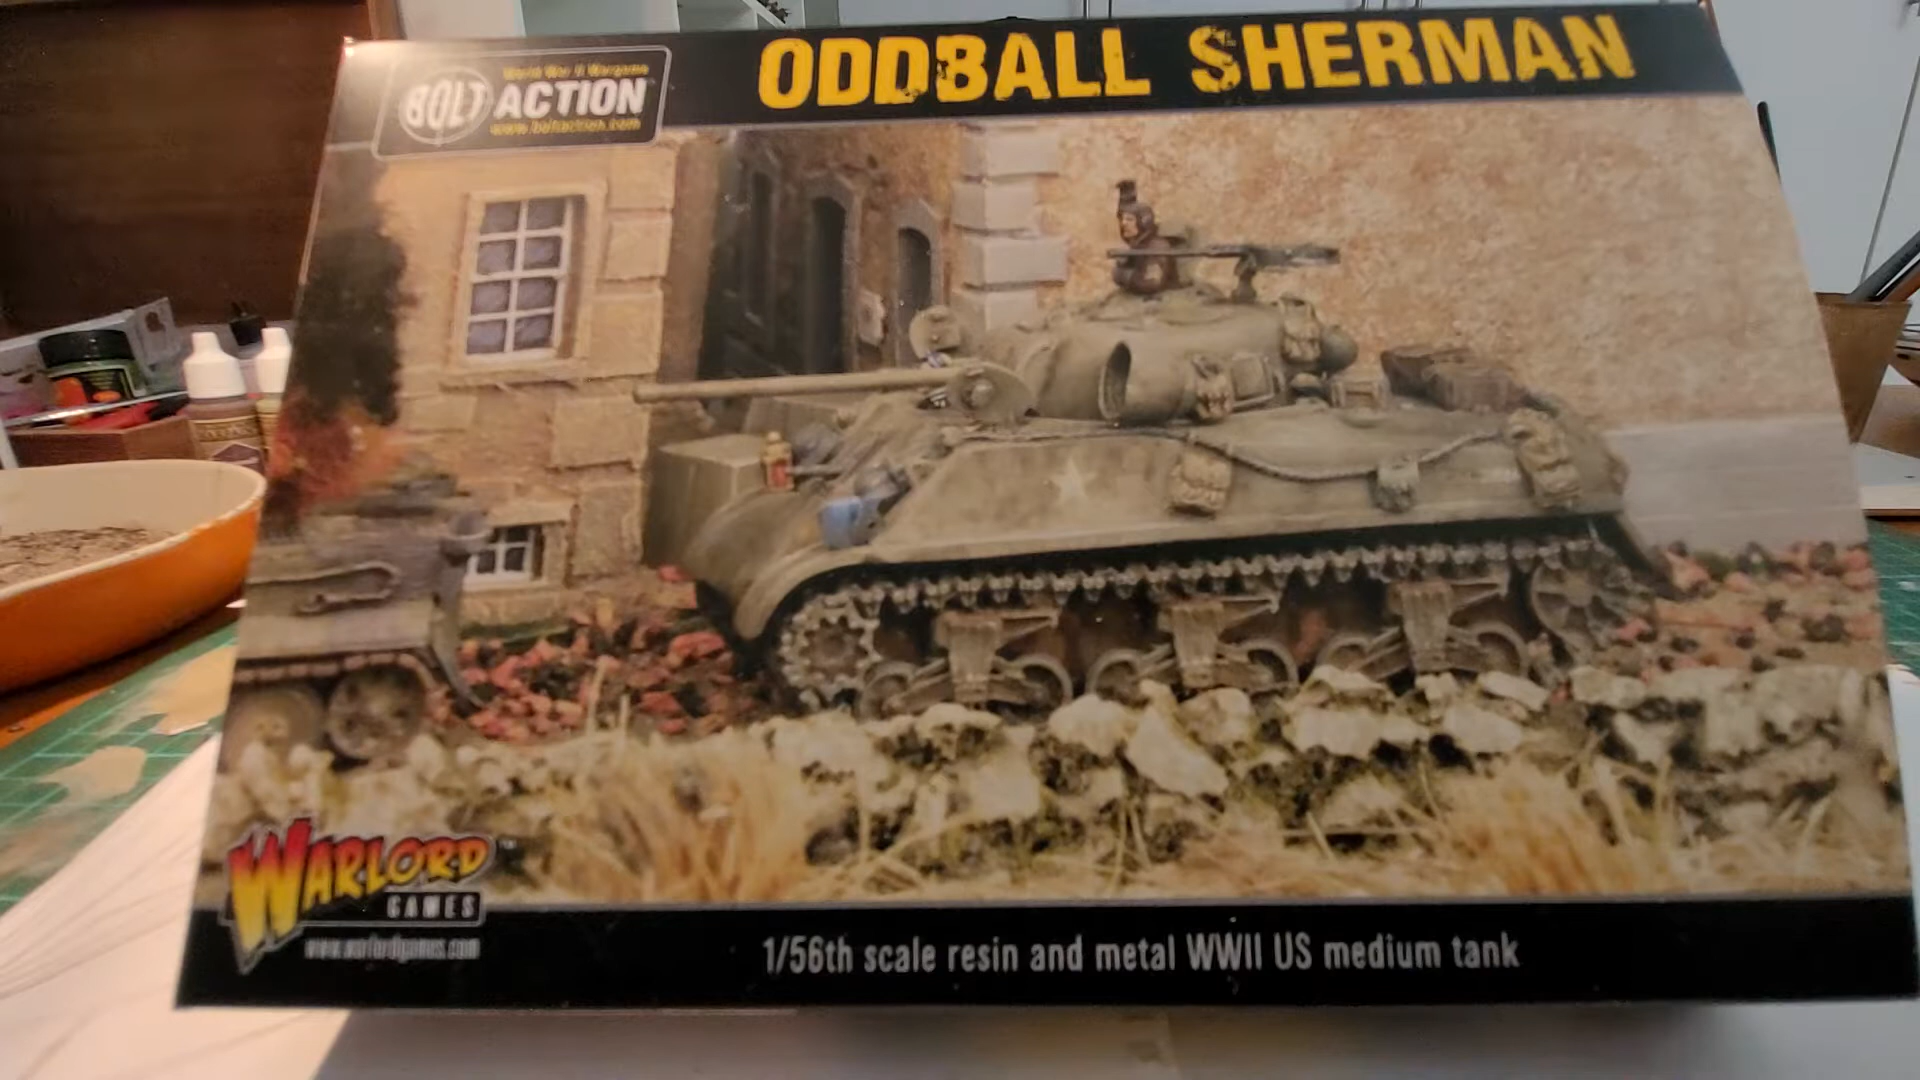 ODDBALL SHERMAN
World War II Wargame
BOLT ACTION
www.boltaction.com
WARLORD
GAMES
www.warlordgames.com
1/56th scale resin and metal WWII US medium tank